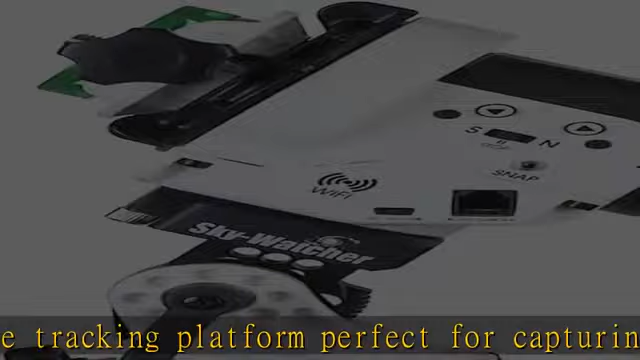 S N
SNAP
WiFi
Sky-Watcher
e tracking platform perfect for capturin